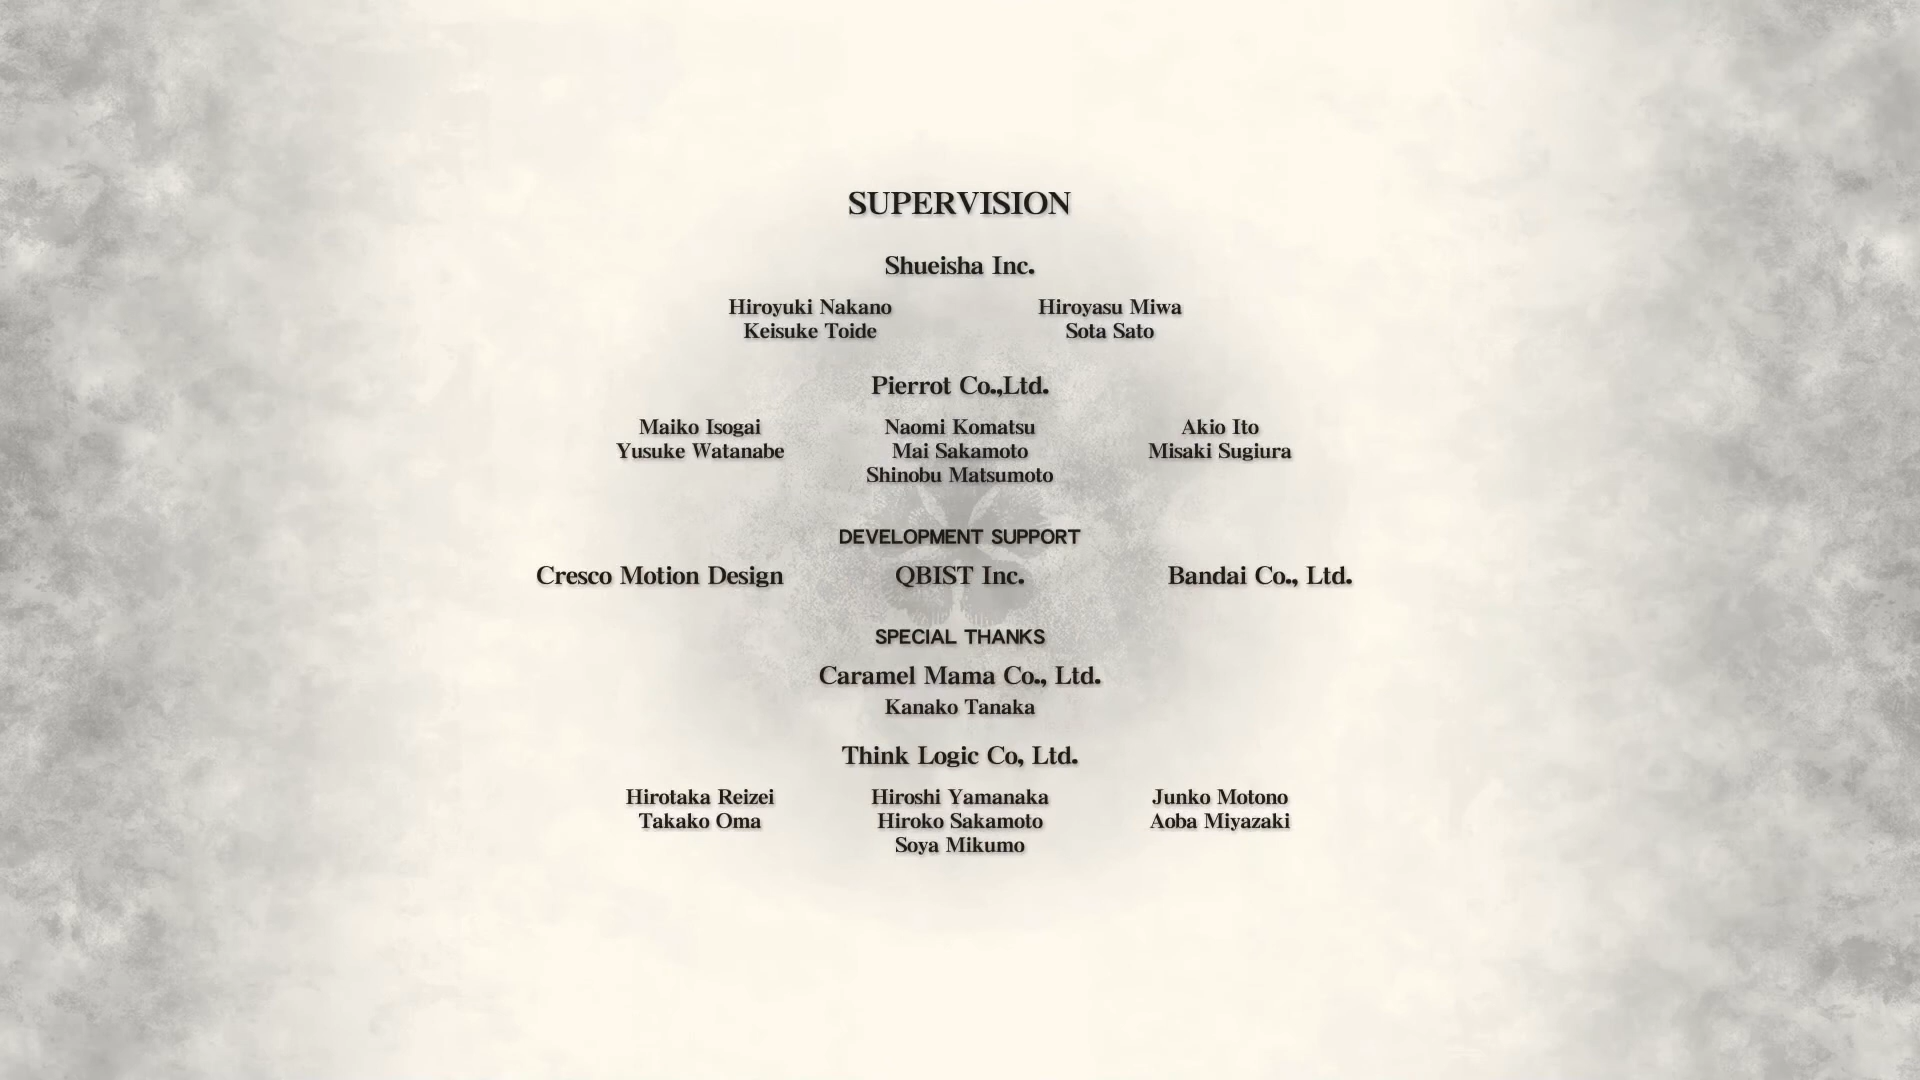 SUPERVISION
Shueisha Inc.
Hiroyuki Nakano Hiroyasu Miwa
Keisuke Toide Sota Sato
Pierrot Co.,Ltd.
Maiko Isogai Naomi Komatsu Akio Ito
Yusuke Watanabe Mai Sakamoto Misaki Sugiura
Shinobu Matsumoto
DEVELOPMENT SUPPORT
Cresco Motion Design QBIST Inc. Bandai Co., Ltd.
SPECIAL THANKS
Caramel Mama Co., Ltd.
Kanako Tanaka
Think Logic Co, Ltd.
Hirotaka Reizei Hiroshi Yamanaka Junko Motono
Takako Oma Hiroko Sakamoto Aoba Miyazaki
Soya Mikumo